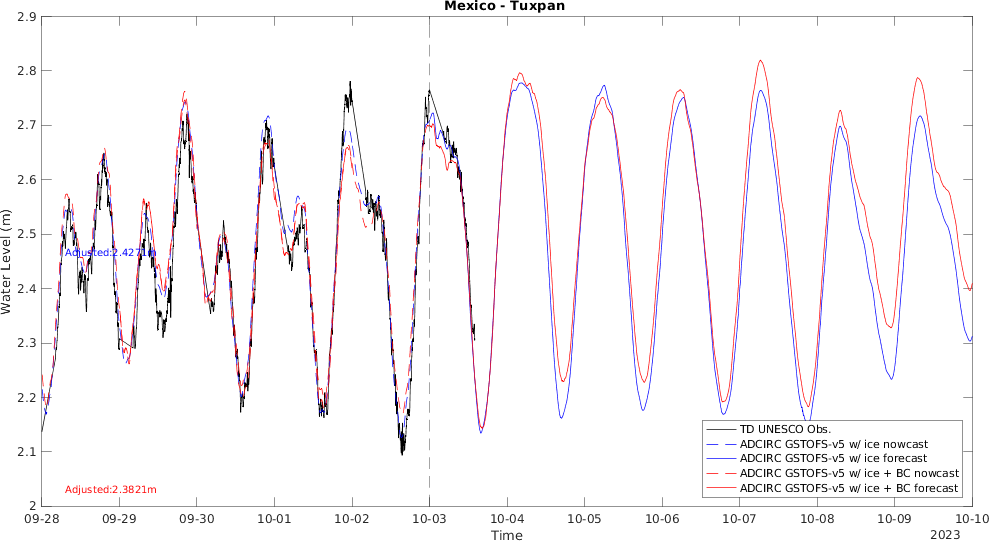 Mexico - Tuxpan
2.9
2.8
2.7
2.6
2.5
2.4
2.3
2.2
2.1
2
Water Level (m)
Adjusted:2.4271m
Adjusted:2.3821m
TD UNESCO Obs.
ADCIRC GSTOFS-v5 w/ ice nowcast
ADCIRC GSTOFS-v5 w/ ice forecast
ADCIRC GSTOFS-v5 w/ ice + BC nowcast
ADCIRC GSTOFS-v5 w/ ice + BC forecast
09-28 09-29 09-30 10-01 10-02 10-03 10-04 10-05 10-06 10-07 10-08 10-09 10-10
Time
2023